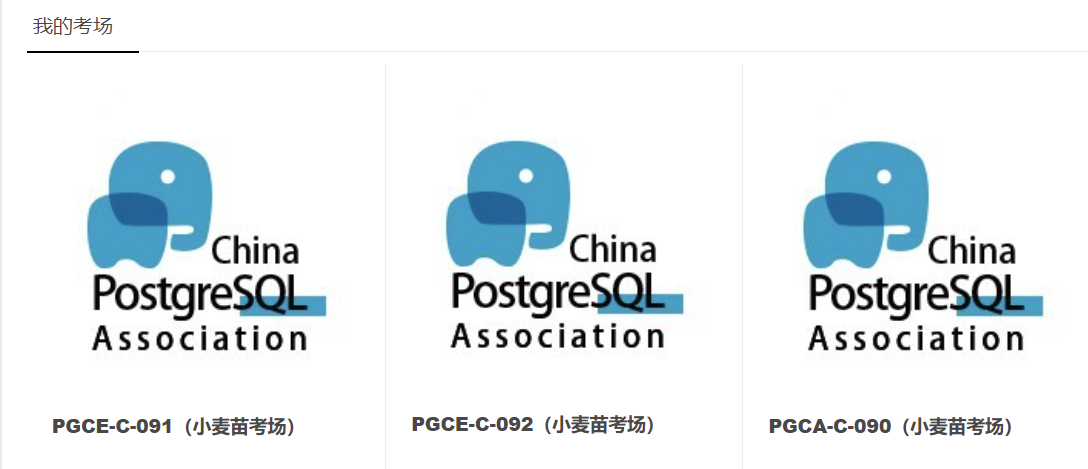 我的考场
China
PostgreSQL
Association
PGCE-C-091（小麦苗考场）
China
PostgreSQL
Association
PGCE-C-092（小麦苗考场）
China
PostgreSQL
Association
PGCA-C-090（小麦苗考场）